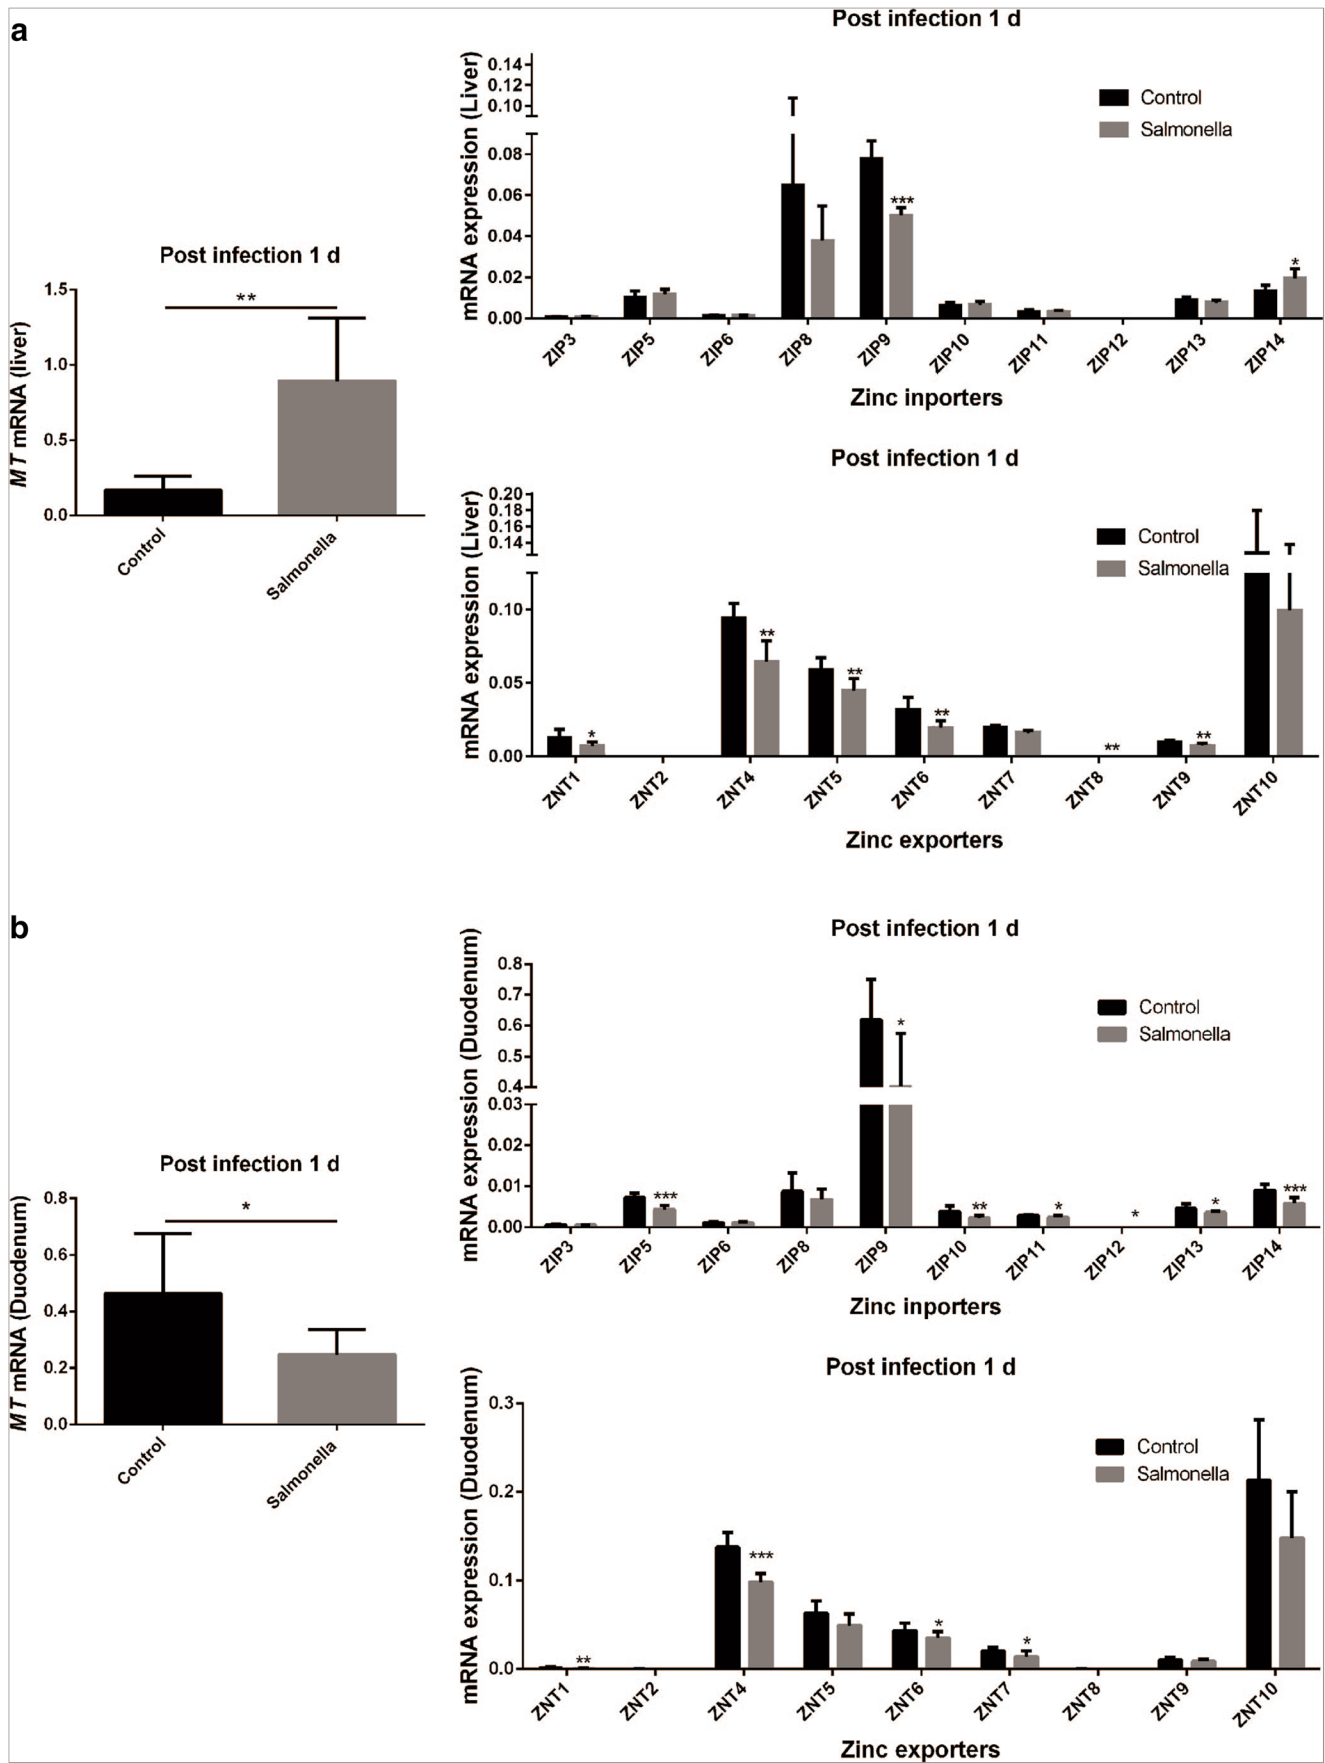 a
Post infection 1 d
MT mRNA (liver)
1.5
1.0
0.5
0.0
**
Control
Salmonella
Post infection 1 d
mRNA expression (Liver)
0.14
0.12
0.10
0.08
0.06
0.04
0.02
0.00
Control
Salmonella
***
*
ZIP3
ZIP5
ZIP6
ZIP8
ZIP9
ZIP10
ZIP11
ZIP12
ZIP13
ZIP14
Zinc inporters
Post infection 1 d
mRNA expression (Liver)
0.20
0.18
0.16
0.14
0.10
0.05
0.00
Control
Salmonella
*
**
**
**
**
**
ZNT1
ZNT2
ZNT4
ZNT5
ZNT6
ZNT7
ZNT8
ZNT9
ZNT10
Zinc exporters
b
Post infection 1 d
MT mRNA (Duodenum)
0.8
0.6
0.4
0.2
0.0
*
Control
Salmonella
Post infection 1 d
mRNA expression (Duodenum)
0.8
0.7
0.6
0.5
0.4
0.03
0.02
0.01
0.00
Control
Salmonella
***
*
**
*
*
*
***
ZIP3
ZIP5
ZIP6
ZIP8
ZIP9
ZIP10
ZIP11
ZIP12
ZIP13
ZIP14
Zinc inporters
Post infection 1 d
mRNA expression (Duodenum)
0.3
0.2
0.1
0.0
Control
Salmonella
**
***
*
*
ZNT1
ZNT2
ZNT4
ZNT5
ZNT6
ZNT7
ZNT8
ZNT9
ZNT10
Zinc exporters